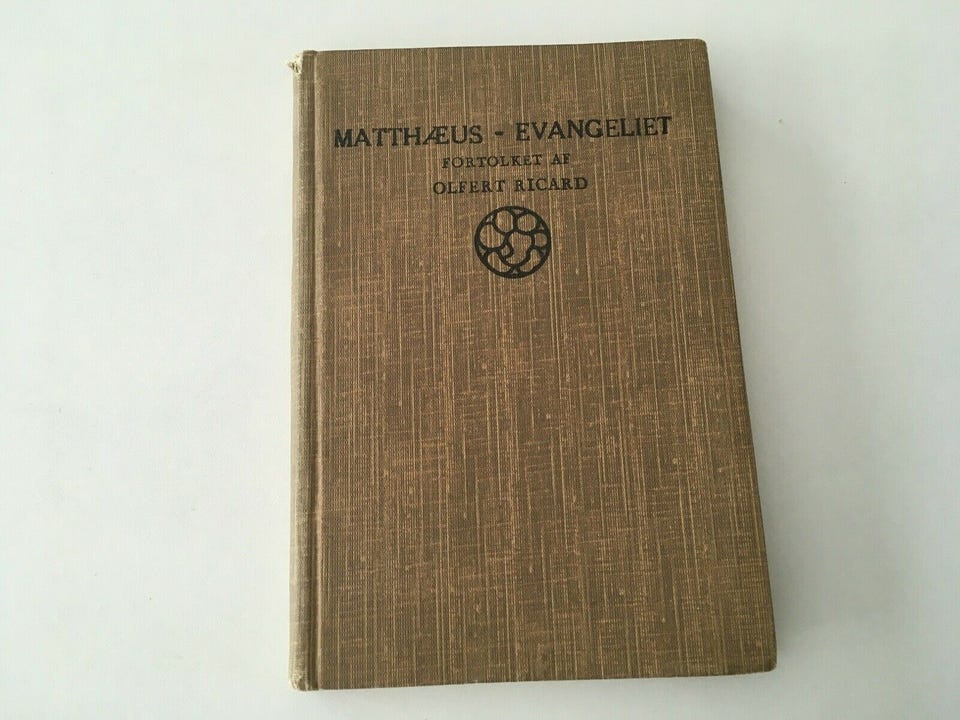 MATTHÆUS - EVANGELIET
FORTOLKET AF
OLFERT RICARD